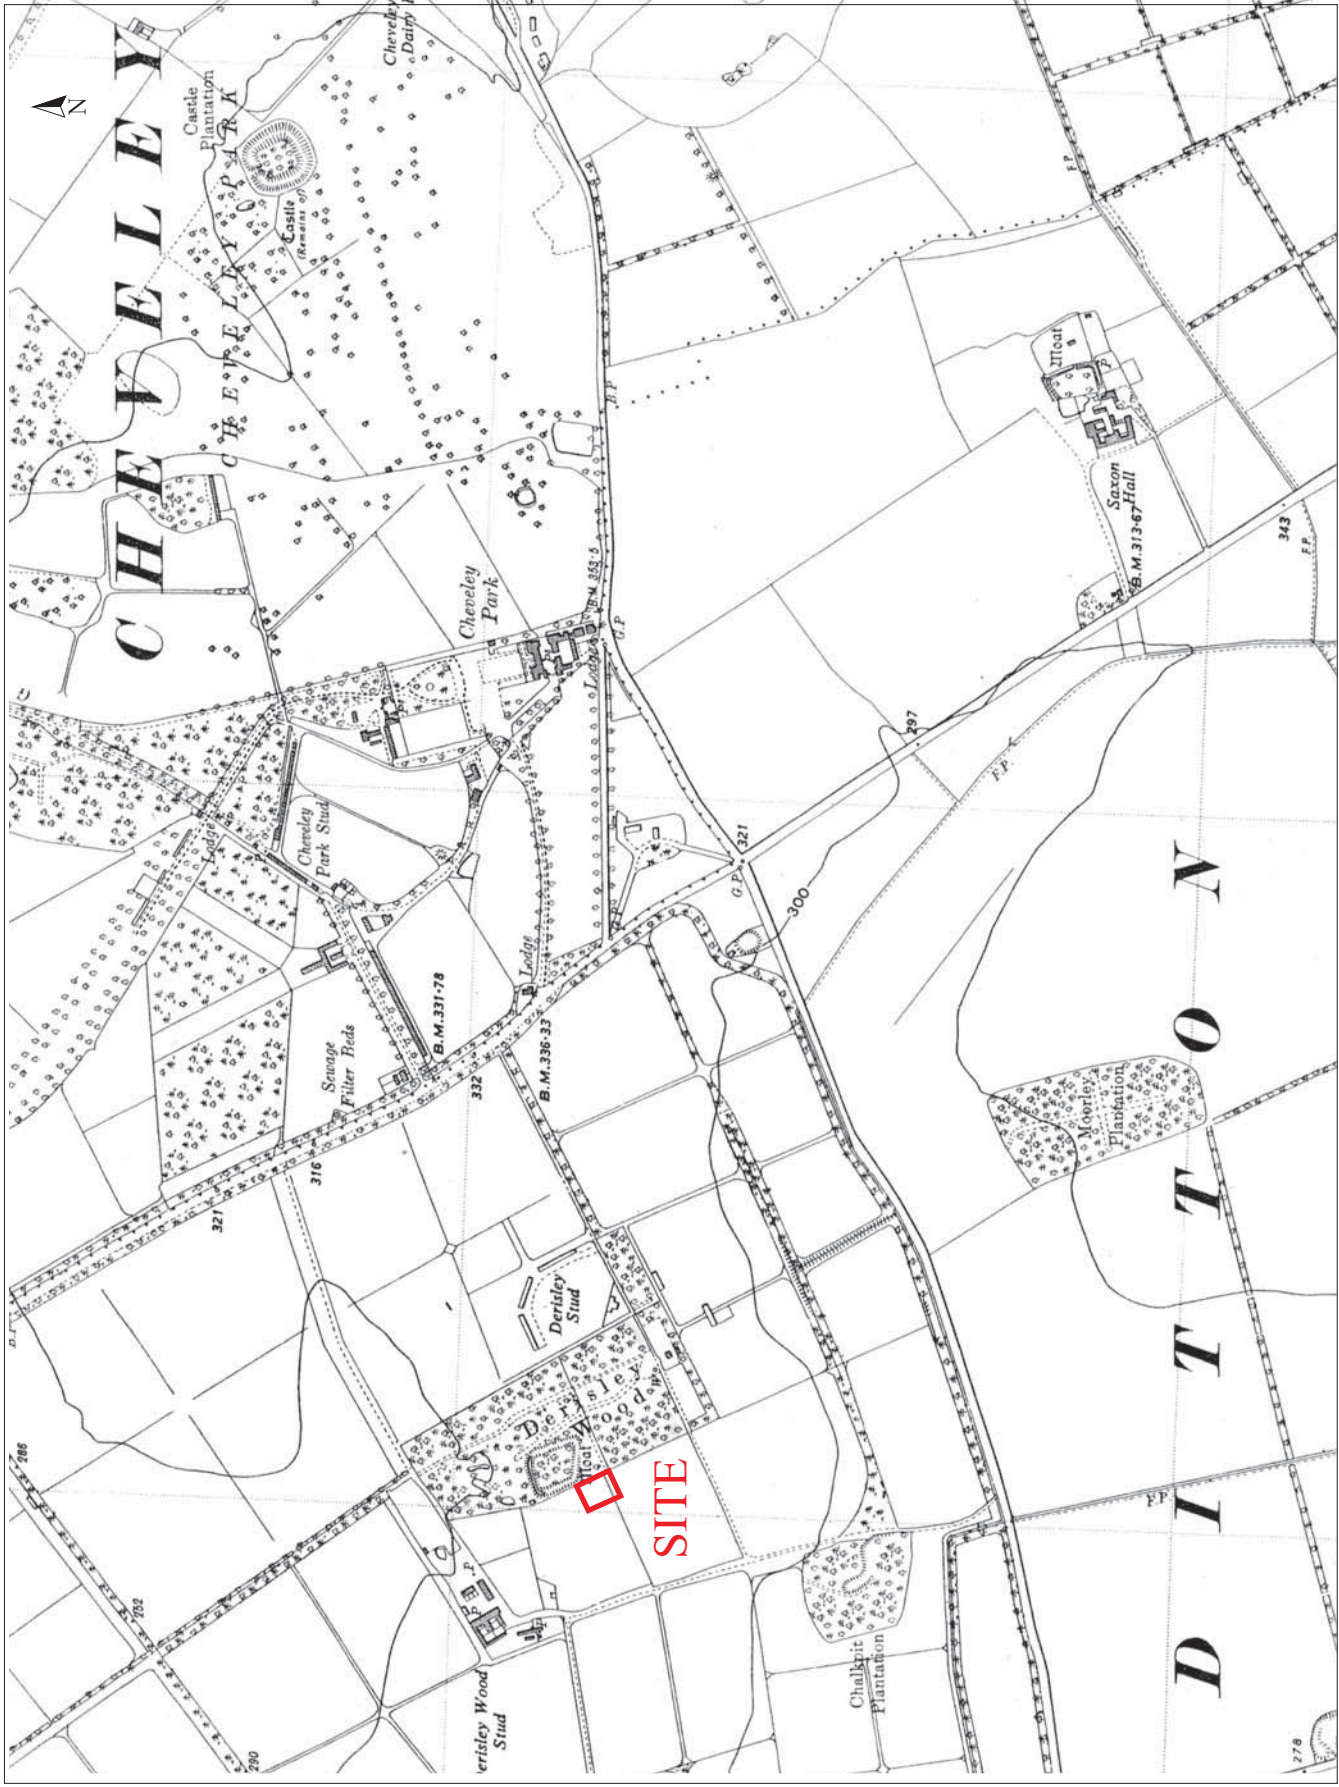 CHEVELEY
N
Castle
Plantation
Cheveley
Dairy
CHEVELEY PARK
Castle
(Remains of)
Cheveley
Park
B.M. 353·5
B.P.
G.P.
Lodge
Lodge
Cheveley
Park Stud
Lodge
Sewage
Filter Beds
B.M.331·78
332
B.M.336·33
316
321
B.P.
286
252
290
Derisley
Stud
Derisley
Wood
W
Moat
SITE
P
P
erisley Wood
Stud
Chalkpit
Plantation
F.P.
Moorley
Plantation
300
G.P.
321
297
F.P.
Saxon
Hall
B.M.313·67
Moat
P
343
F.P.
F.P.
DITTON
278